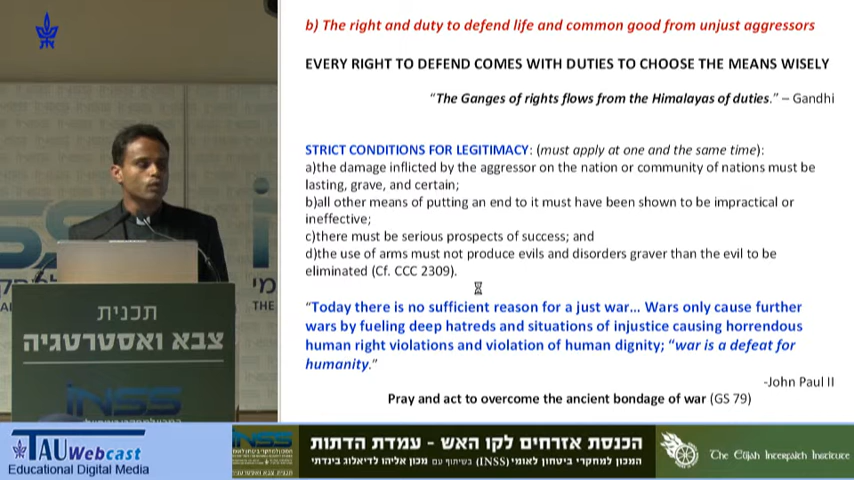 b) The right and duty to defend life and common good from unjust aggressors
EVERY RIGHT TO DEFEND COMES WITH DUTIES TO CHOOSE THE MEANS WISELY
“The Ganges of rights flows from the Himalayas of duties.” – Gandhi
STRICT CONDITIONS FOR LEGITIMACY: (must apply at one and the same time):
a)the damage inflicted by the aggressor on the nation or community of nations must be
lasting, grave, and certain;
b)all other means of putting an end to it must have been shown to be impractical or
ineffective;
c)there must be serious prospects of success; and
d)the use of arms must not produce evils and disorders graver than the evil to be
eliminated (Cf. CCC 2309).
“Today there is no sufficient reason for a just war... Wars only cause further
wars by fueling deep hatreds and situations of injustice causing horrendous
human right violations and violation of human dignity; “war is a defeat for
humanity.”
-John Paul II
Pray and act to overcome the ancient bondage of war (GS 79)
THE
תכנית
צבא ואסטרטגיה
INSS
TAU Webcast
Educational Digital Media
INSS
הכנסת אזרחים לקו האש - עמדת הדתות
המכון למחקרי ביטחון לאומי (INSS) בשיתוף עם מכון אליהו לדיאלוג בינדתי
The Elijah Interfaith Institute